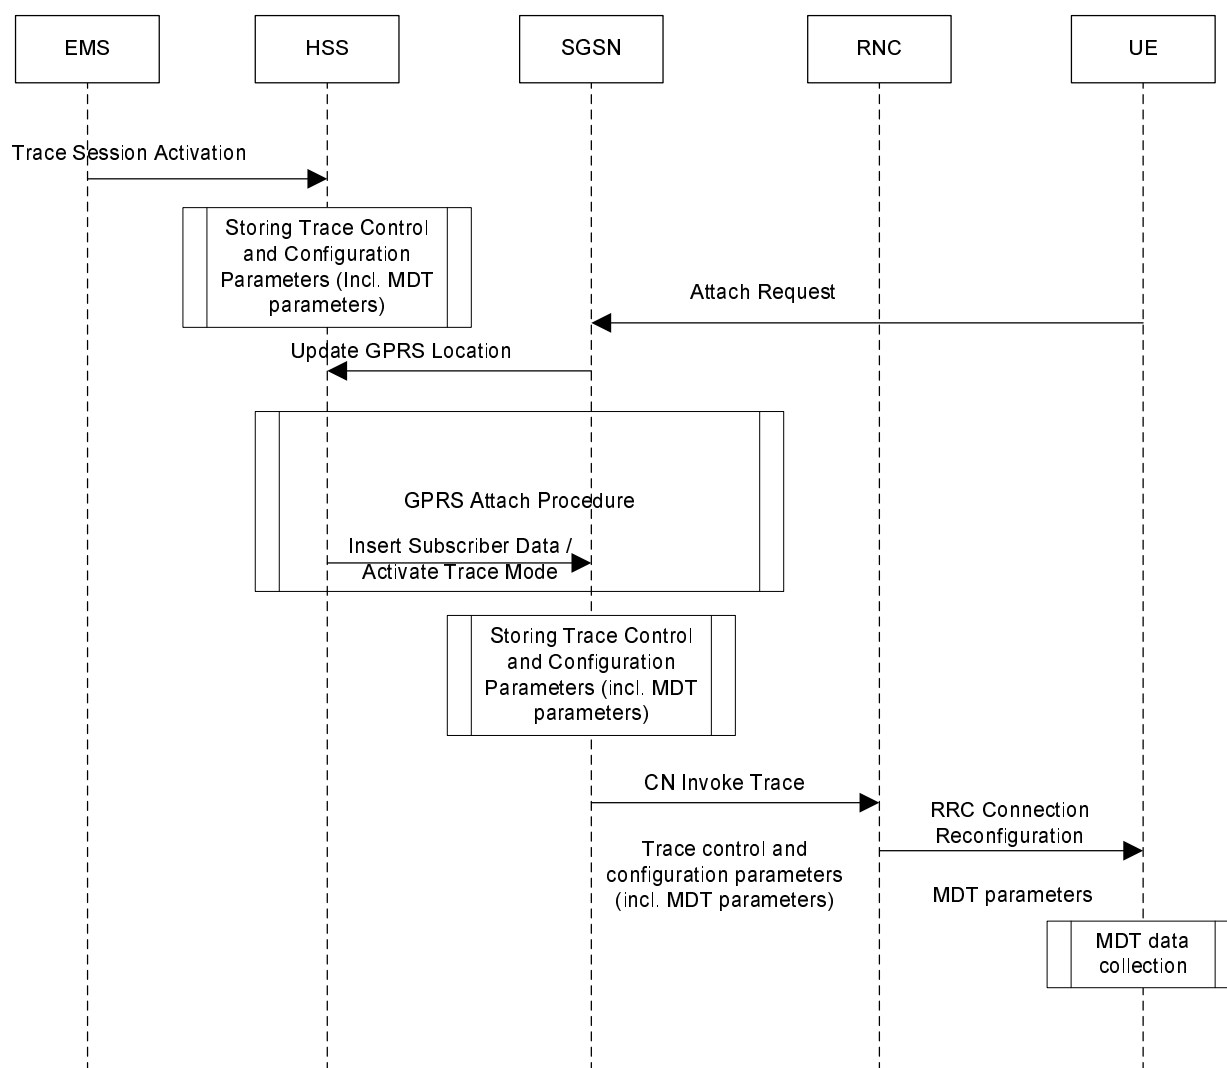 EMS
HSS
SGSN
RNC
UE
Trace Session Activation
Storing Trace Control
and Configuration
Parameters (Incl. MDT
parameters)
Attach Request
Update GPRS Location
GPRS Attach Procedure
Insert Subscriber Data /
Activate Trace Mode
Storing Trace Control
and Configuration
Parameters (incl. MDT
parameters)
CN Invoke Trace
RRC Connection
Reconfiguration
Trace control and
configuration parameters
(incl. MDT parameters)
MDT parameters
MDT data
collection